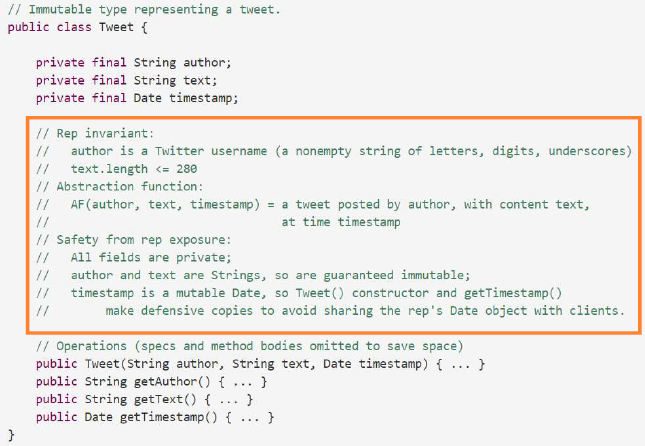 // Immutable type representing a tweet.
public class Tweet {
private final String author;
private final String text;
private final Date timestamp;
// Rep invariant:
//   author is a Twitter username (a nonempty string of letters, digits, underscores)
//   text.length <= 280
// Abstraction function:
//   AF(author, text, timestamp) = a tweet posted by author, with content text,
//                                 at time timestamp
// Safety from rep exposure:
//   All fields are private;
//   author and text are Strings, so are guaranteed immutable;
//   timestamp is a mutable Date, so Tweet() constructor and getTimestamp()
//        make defensive copies to avoid sharing the rep's Date object with clients.
// Operations (specs and method bodies omitted to save space)
public Tweet(String author, String text, Date timestamp) { ... }
public String getAuthor() { ... }
public String getText() { ... }
public Date getTimestamp() { ... }
}